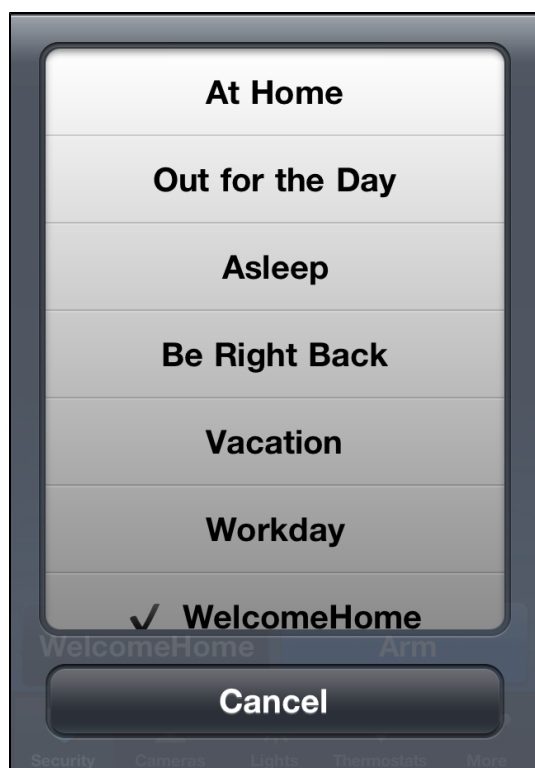 At Home
Out for the Day
Asleep
Be Right Back
Vacation
Workday
✓ WelcomeHome
WelcomeHome Arm
Cancel
Security Cameras Lights Thermostats More